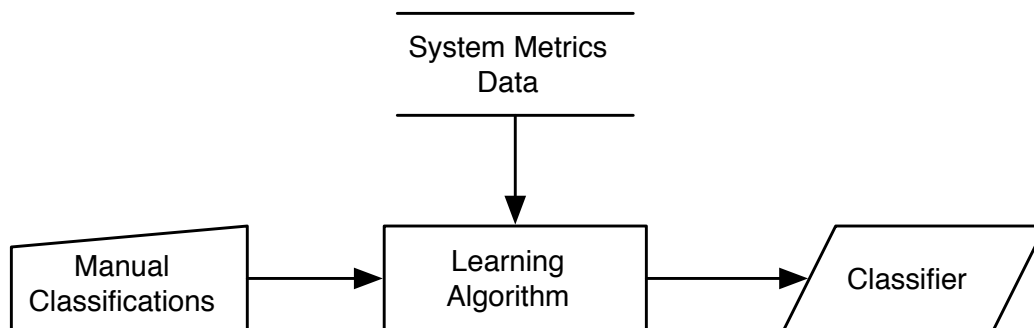 System Metrics
Data
Manual
Classifications
Learning
Algorithm
Classifier